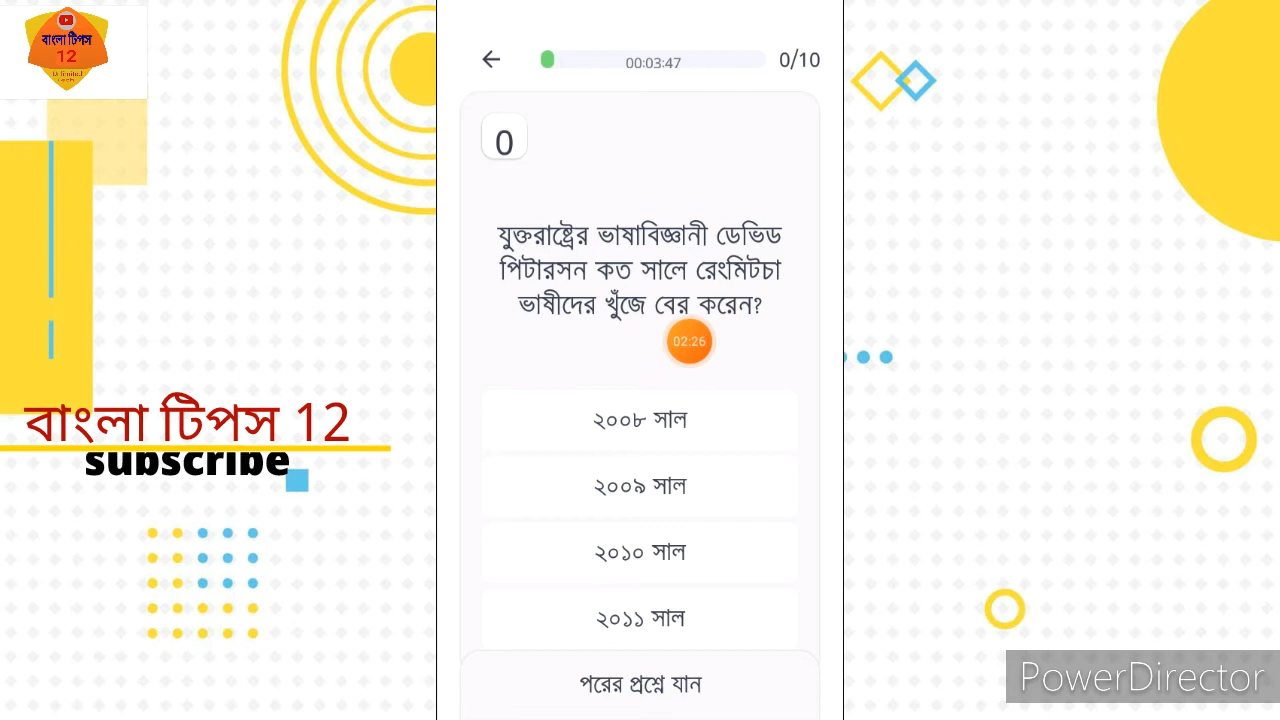 বাংলা টিপস
12
00:03:47
0/10
0
যুক্তরাষ্ট্রের ভাষাবিজ্ঞানী ডেভিড
পিটারসন কত সালে রেংমিটচা
ভাষীদের খুঁজে বের করেন?
02:26
২০০৮ সাল
২০০৯ সাল
২০১০ সাল
২০১১ সাল
পরের প্রশ্নে যান
বাংলা টিপস 12
subscribe
PowerDirector